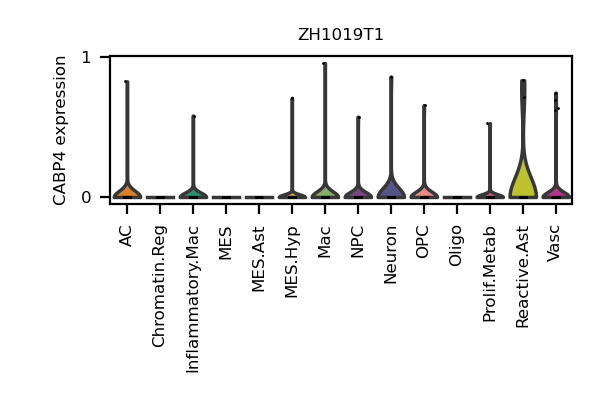 ZH1019T1
CABP4 expression
1
0
AC
Chromatin.Reg
Inflammatory.Mac
MES
MES.Ast
MES.Hyp
Mac
NPC
Neuron
OPC
Oligo
Prolif.Metab
Reactive.Ast
Vasc